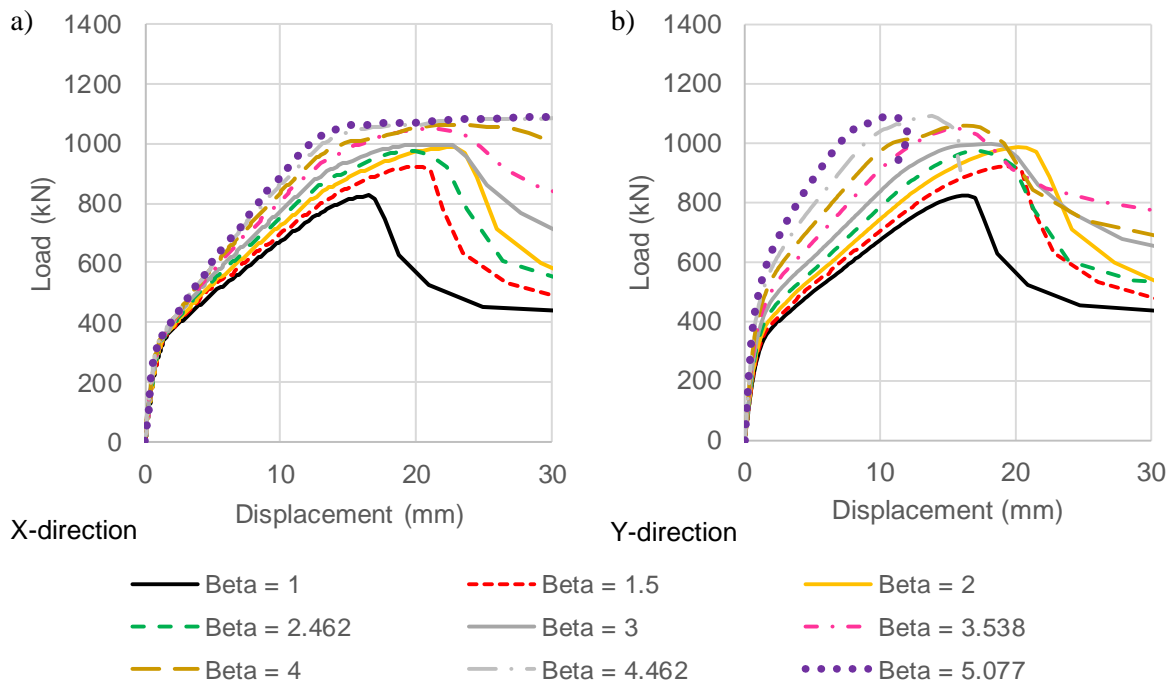 a)
1400
1200
1000
800
600
400
200
0
Load (kN)
0 10 20 30
Displacement (mm)
X-direction
b)
1400
1200
1000
800
600
400
200
0
Load (kN)
0 10 20 30
Displacement (mm)
Y-direction
Beta = 1 Beta = 1.5 Beta = 2
Beta = 2.462 Beta = 3 Beta = 3.538
Beta = 4 Beta = 4.462 Beta = 5.077